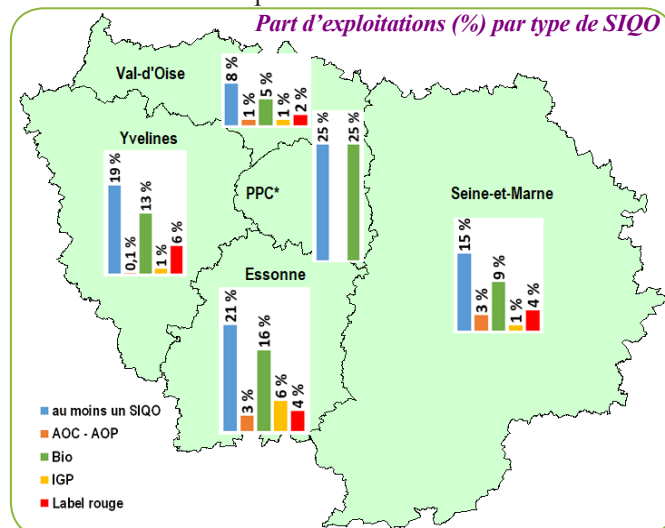 Part d'exploitations (%) par type de SIQO
Val-d'Oise
8 %
1 %
5 %
1 %
2 %
Yvelines
19 %
0,1 %
13 %
1 %
6 %
PPC*
25 %
25 %
Seine-et-Marne
15 %
3 %
9 %
1 %
4 %
Essonne
21 %
3 %
16 %
6 %
4 %
au moins un SIQO
AOC - AOP
Bio
IGP
Label rouge